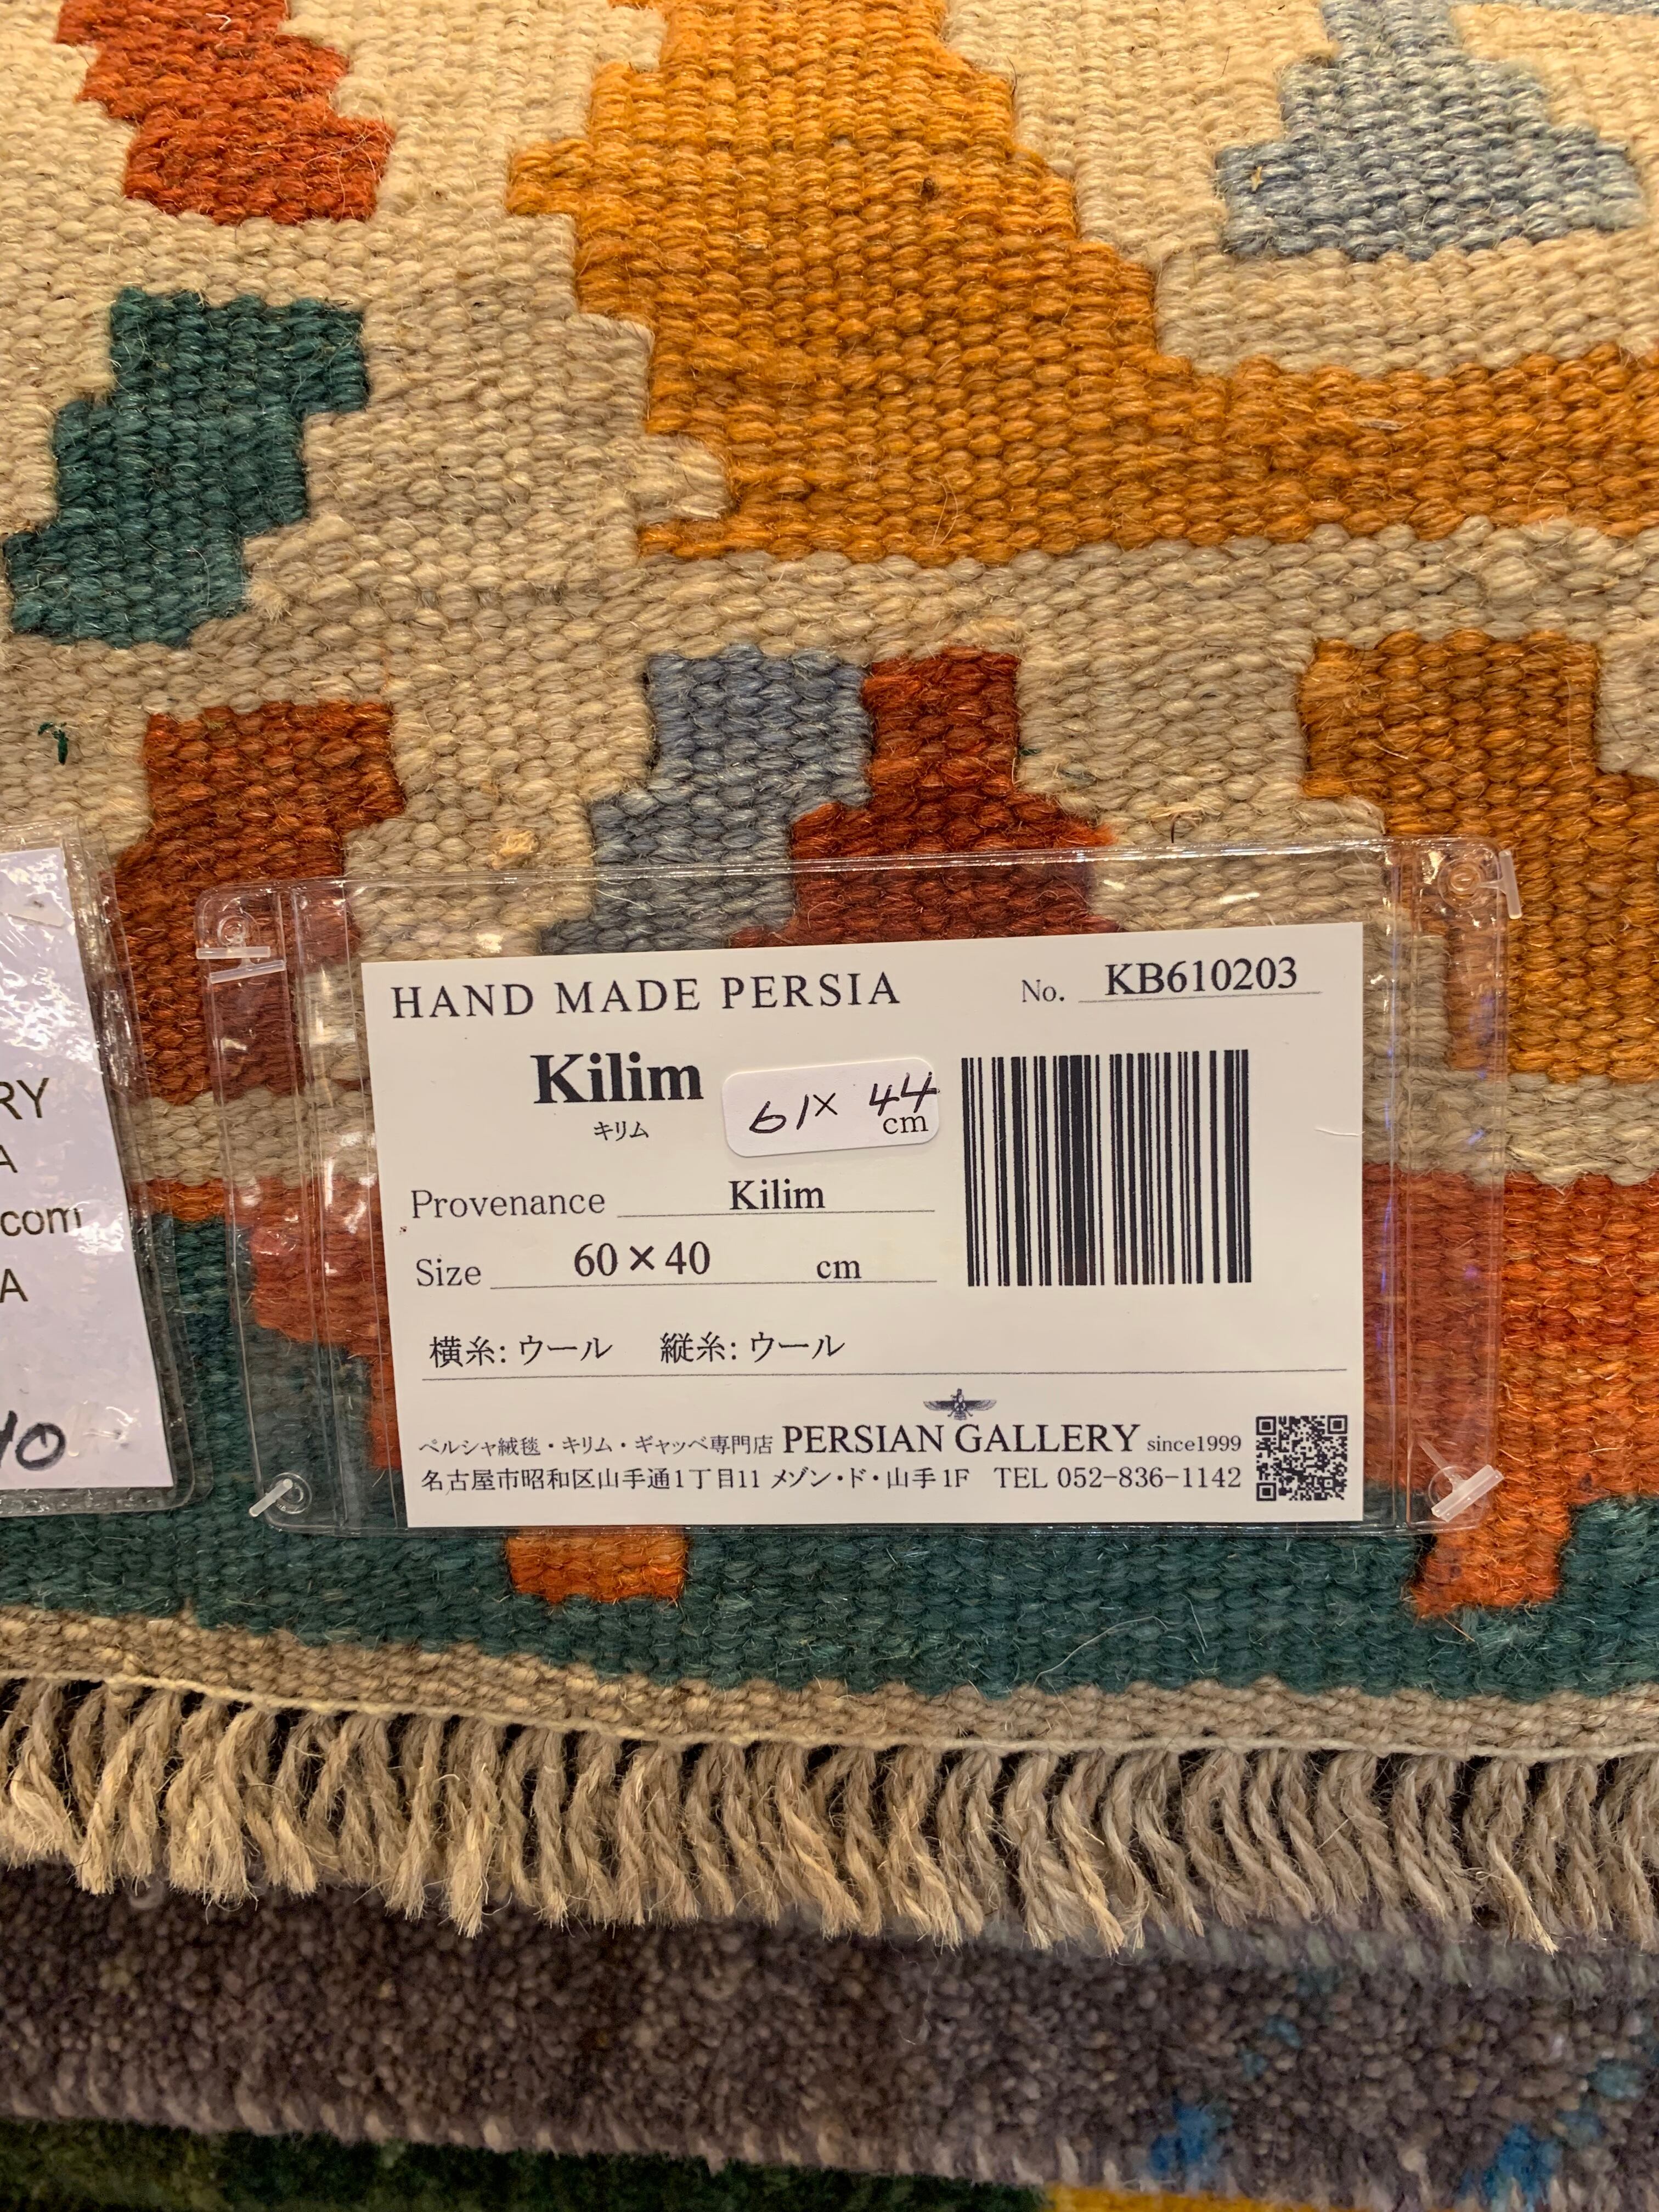 HAND MADE PERSIA No. KB610203
Kilim
キリム
61× 44
cm
Provenance Kilim
Size 60×40 cm
横糸: ウール 縦糸: ウール
ペルシャ絨毯・キリム・ギャッベ専門店 PERSIAN GALLERY since1999
名古屋市昭和区山手通1丁目11 メゾン・ド・山手1F TEL 052-836-1142
RY
A
com
A